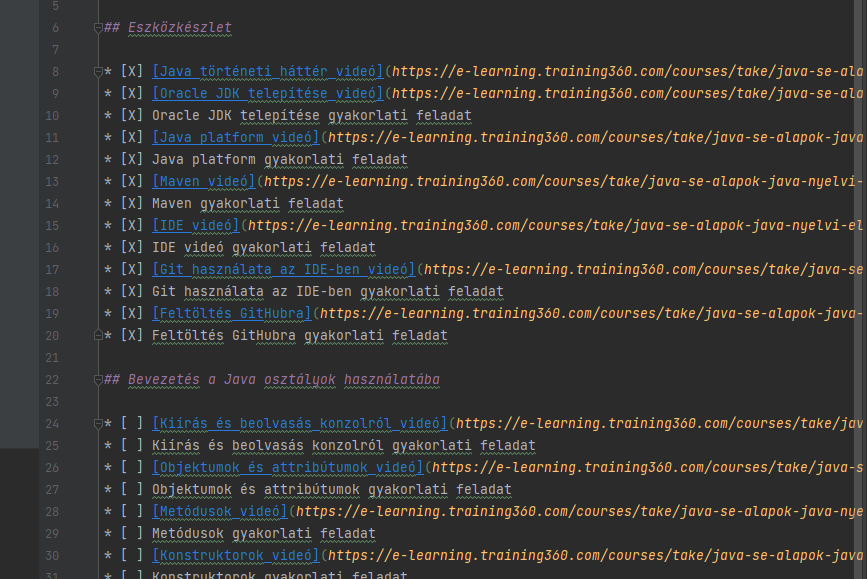 5
6 ## Eszközkészlet
7
8 * [X] [Java történeti háttér videó](https://e-learning.training360.com/courses/take/java-se-ala
9 * [X] [Oracle JDK telepítése videó](https://e-learning.training360.com/courses/take/java-se-ala
10 * [X] Oracle JDK telepítése gyakorlati feladat
11 * [X] [Java platform videó](https://e-learning.training360.com/courses/take/java-se-alapok-java
12 * [X] Java platform gyakorlati feladat
13 * [X] [Maven videó](https://e-learning.training360.com/courses/take/java-se-alapok-java-nyelvi-
14 * [X] Maven gyakorlati feladat
15 * [X] [IDE videó](https://e-learning.training360.com/courses/take/java-se-alapok-java-nyelvi-el
16 * [X] IDE videó gyakorlati feladat
17 * [X] [Git használata az IDE-ben videó](https://e-learning.training360.com/courses/take/java-se
18 * [X] Git használata az IDE-ben gyakorlati feladat
19 * [X] [Feltöltés GitHubra](https://e-learning.training360.com/courses/take/java-se-alapok-java-
20 * [X] Feltöltés GitHubra gyakorlati feladat
21
22 ## Bevezetés a Java osztályok használatába
23
24 * [ ] [Kiírás és beolvasás konzolról videó](https://e-learning.training360.com/courses/take/jav
25 * [ ] Kiírás és beolvasás konzolról gyakorlati feladat
26 * [ ] [Objektumok és attribútumok videó](https://e-learning.training360.com/courses/take/java-s
27 * [ ] Objektumok és attribútumok gyakorlati feladat
28 * [ ] [Metódusok videó](https://e-learning.training360.com/courses/take/java-se-alapok-java-nye
29 * [ ] Metódusok gyakorlati feladat
30 * [ ] [Konstruktorok videó](https://e-learning.training360.com/courses/take/java-se-alapok-java
31 * [ ] Konstruktorok gyakorlati feladat